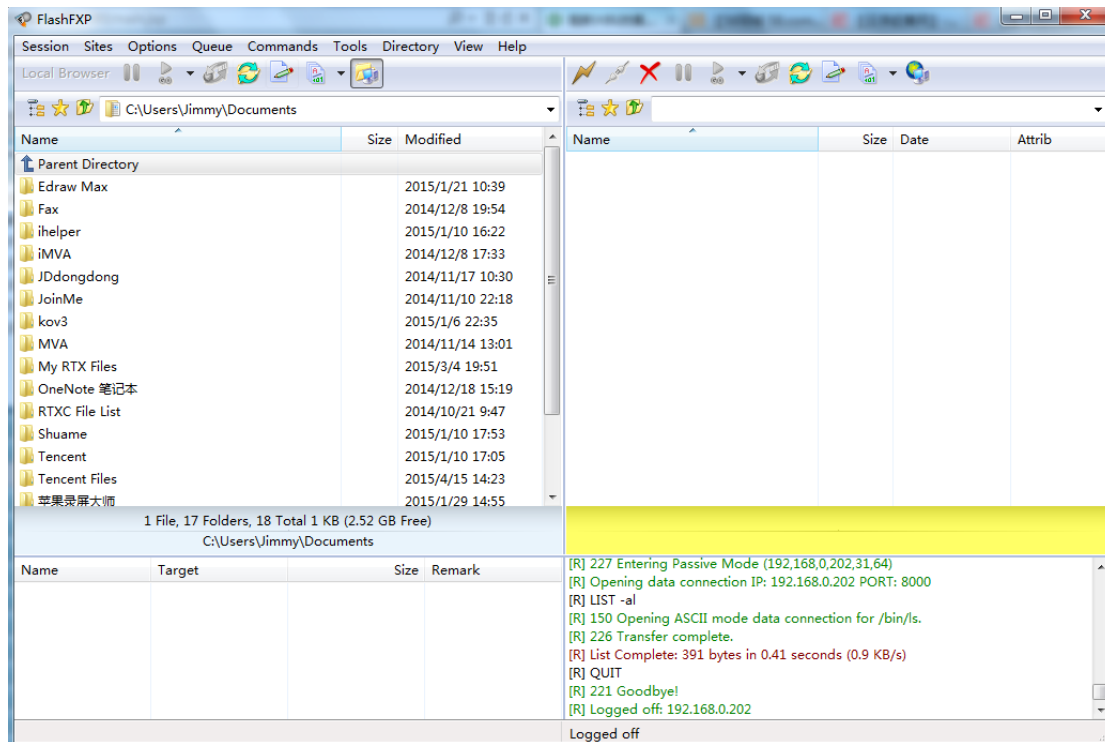 FlashFXP
Session Sites Options Queue Commands Tools Directory View Help
Local Browser
C:\Users\Jimmy\Documents
Name Size Modified
Parent Directory
Edraw Max 2015/1/21 10:39
Fax 2014/12/8 19:54
ihelper 2015/1/10 16:22
iMVA 2014/12/8 17:33
JDdongdong 2014/11/17 10:30
JoinMe 2014/11/10 22:18
kov3 2015/1/6 22:35
MVA 2014/11/14 13:01
My RTX Files 2015/3/4 19:51
OneNote 笔记本 2014/12/18 15:19
RTXC File List 2014/10/21 9:47
Shuame 2015/1/10 17:53
Tencent 2015/1/10 17:05
Tencent Files 2015/4/15 14:23
苹果录屏大师 2015/1/29 14:55
1 File, 17 Folders, 18 Total 1 KB (2.52 GB Free)
C:\Users\Jimmy\Documents
Name Size Date Attrib
Name Target Size Remark
[R] 227 Entering Passive Mode (192,168,0,202,31,64)
[R] Opening data connection IP: 192.168.0.202 PORT: 8000
[R] LIST -al
[R] 150 Opening ASCII mode data connection for /bin/ls.
[R] 226 Transfer complete.
[R] List Complete: 391 bytes in 0.41 seconds (0.9 KB/s)
[R] QUIT
[R] 221 Goodbye!
[R] Logged off: 192.168.0.202
Logged off